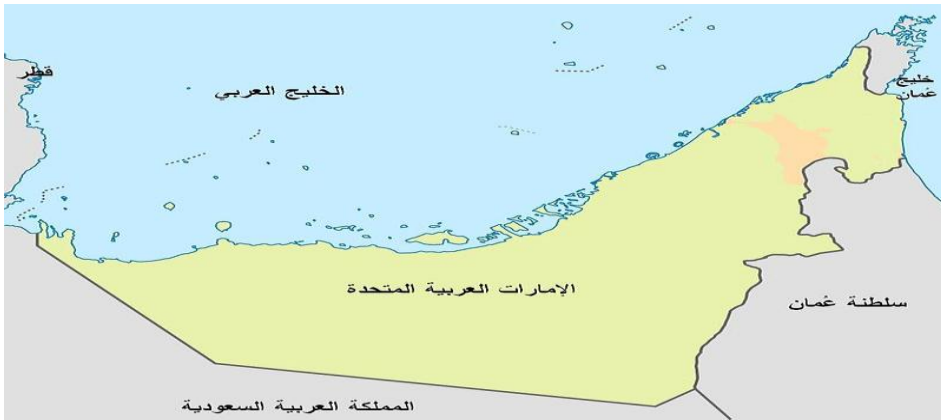 قطر
خليج
عُمان
الخليج العربي
الإمارات العربية المتحدة
سلطنة عُمان
المملكة العربية السعودية